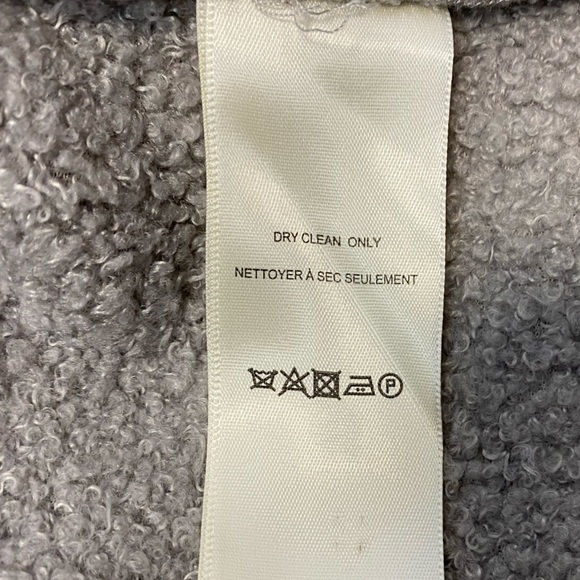 DRY CLEAN ONLY
NETTOYER À SEC SEULEMENT
P